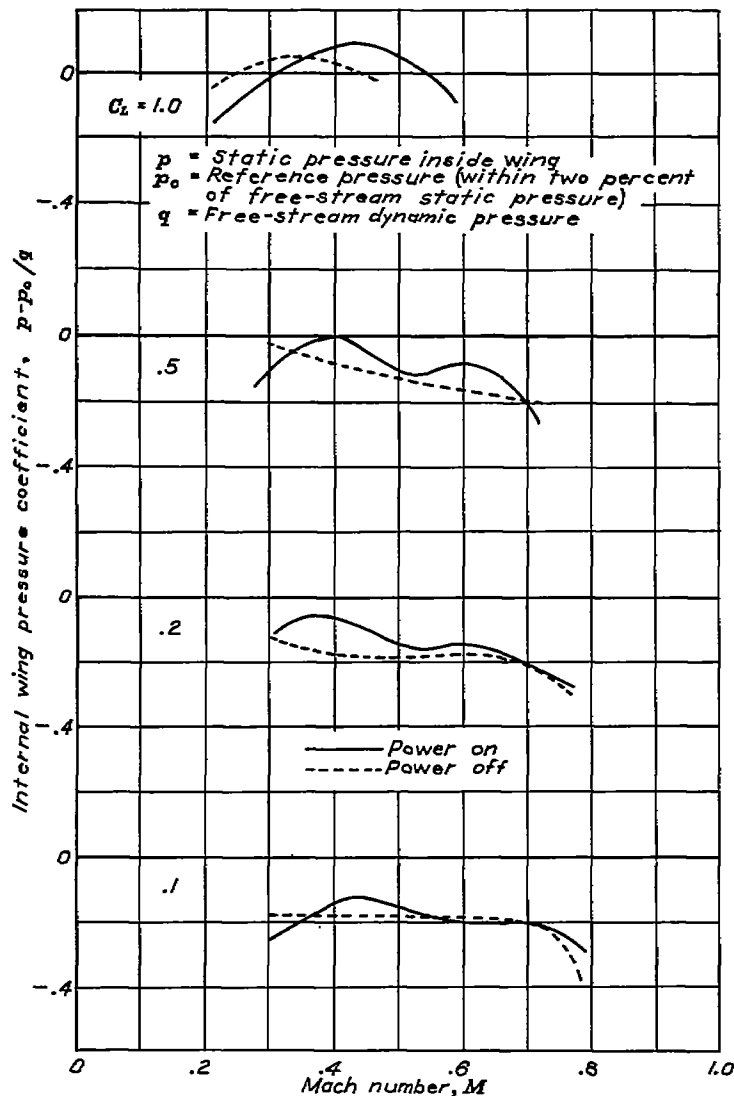 0
C_L = 1.0
p = Static pressure inside wing
p₀ = Reference pressure (within two percent
of free-stream static pressure)
q = Free-stream dynamic pressure
-.4
0
.5
-.4
0
.2
-.4
Power on
Power off
0
.1
-.4
0 .2 .4 .6 .8 1.0
Mach number, M
Internal wing pressure coefficient, p-p₀/q